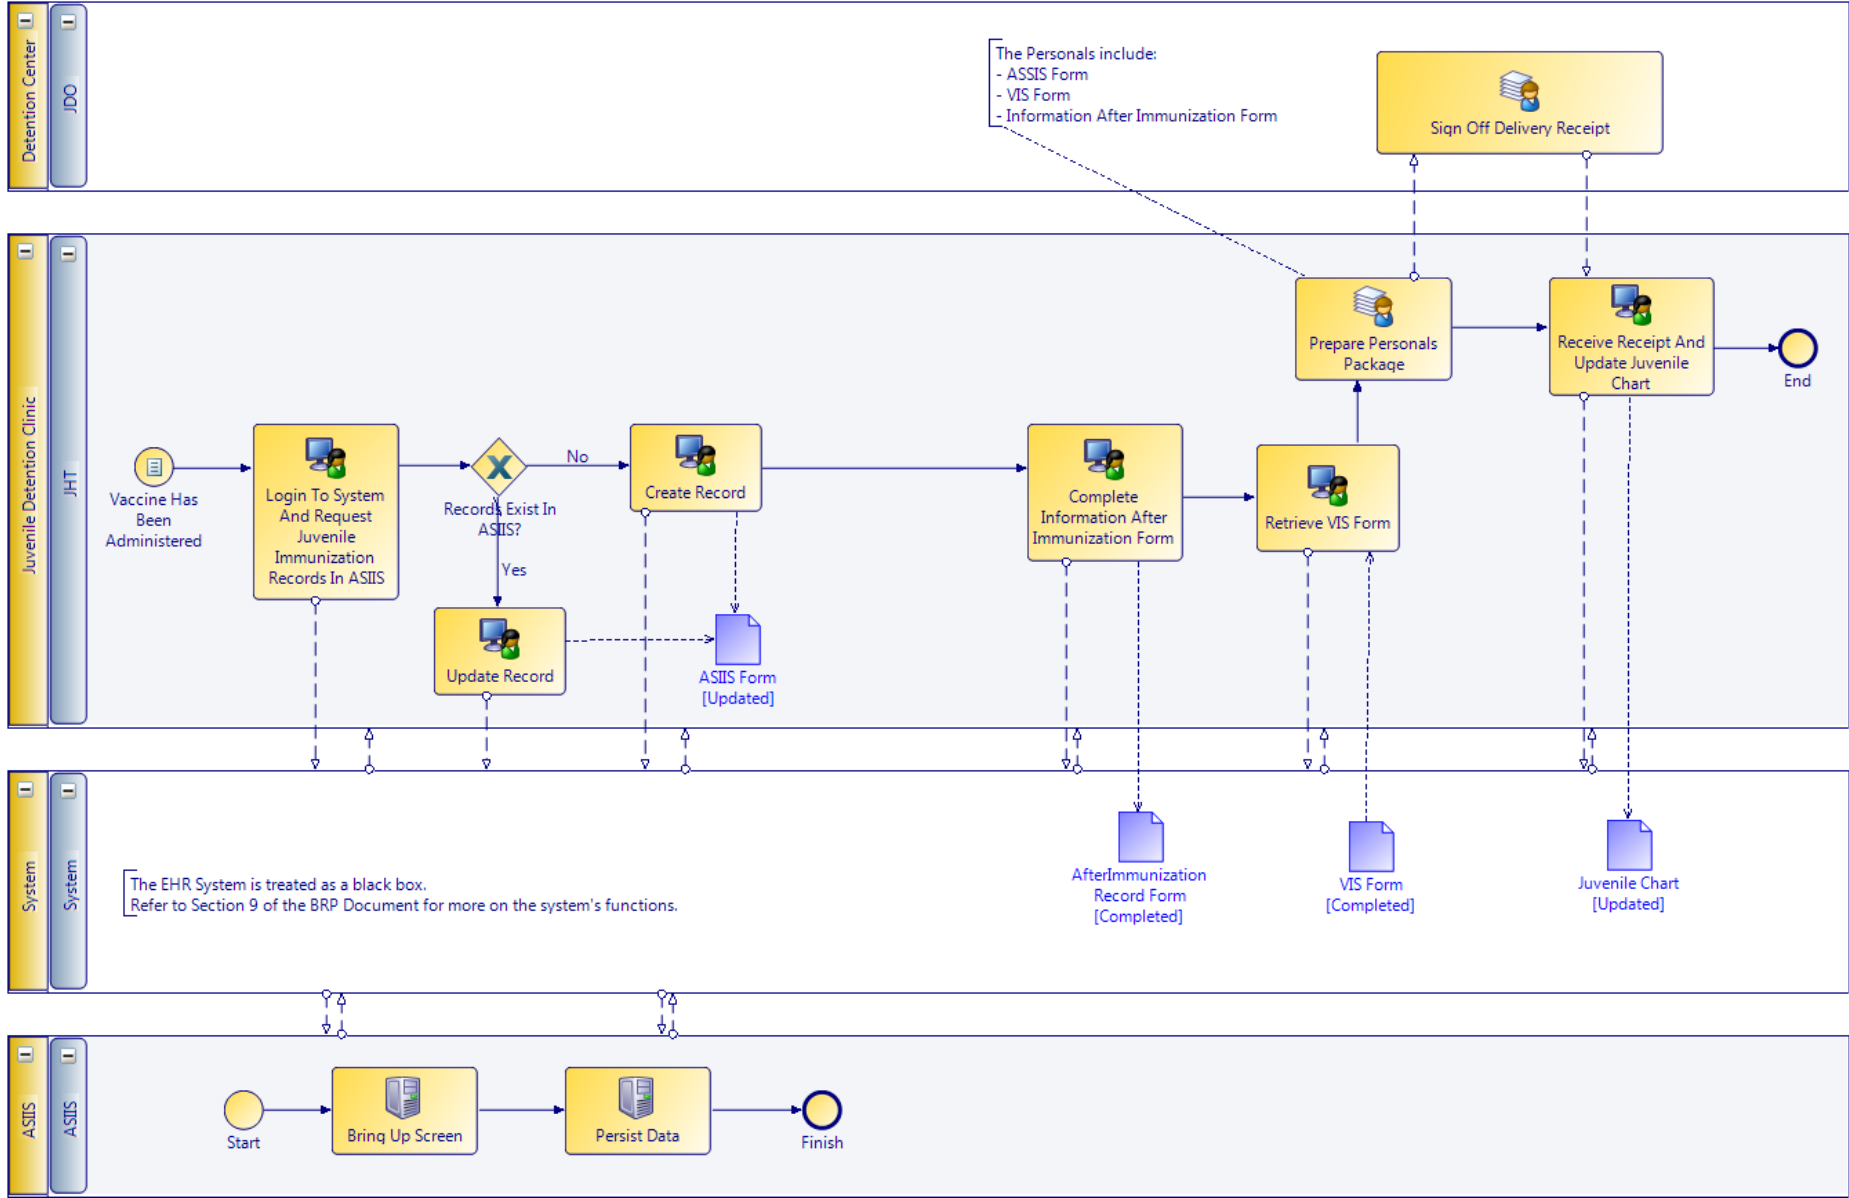 Detention Center
JDO
The Personals include:
- ASSIS Form
- VIS Form
- Information After Immunization Form
Sign Off Delivery Receipt
Juvenile Detention Clinic
JHT
Vaccine Has
Been
Administered
Login To System
And Request
Juvenile
Immunization
Records In ASIIS
Records Exist In
ASIIS?
No
Yes
Create Record
Update Record
ASIIS Form
[Updated]
Complete
Information After
Immunization Form
Retrieve VIS Form
Prepare Personals
Package
Receive Receipt And
Update Juvenile
Chart
End
System
System
The EHR System is treated as a black box.
Refer to Section 9 of the BRP Document for more on the system's functions.
AfterImmunization
Record Form
[Completed]
VIS Form
[Completed]
Juvenile Chart
[Updated]
ASIIS
ASIIS
Start
Bring Up Screen
Persist Data
Finish